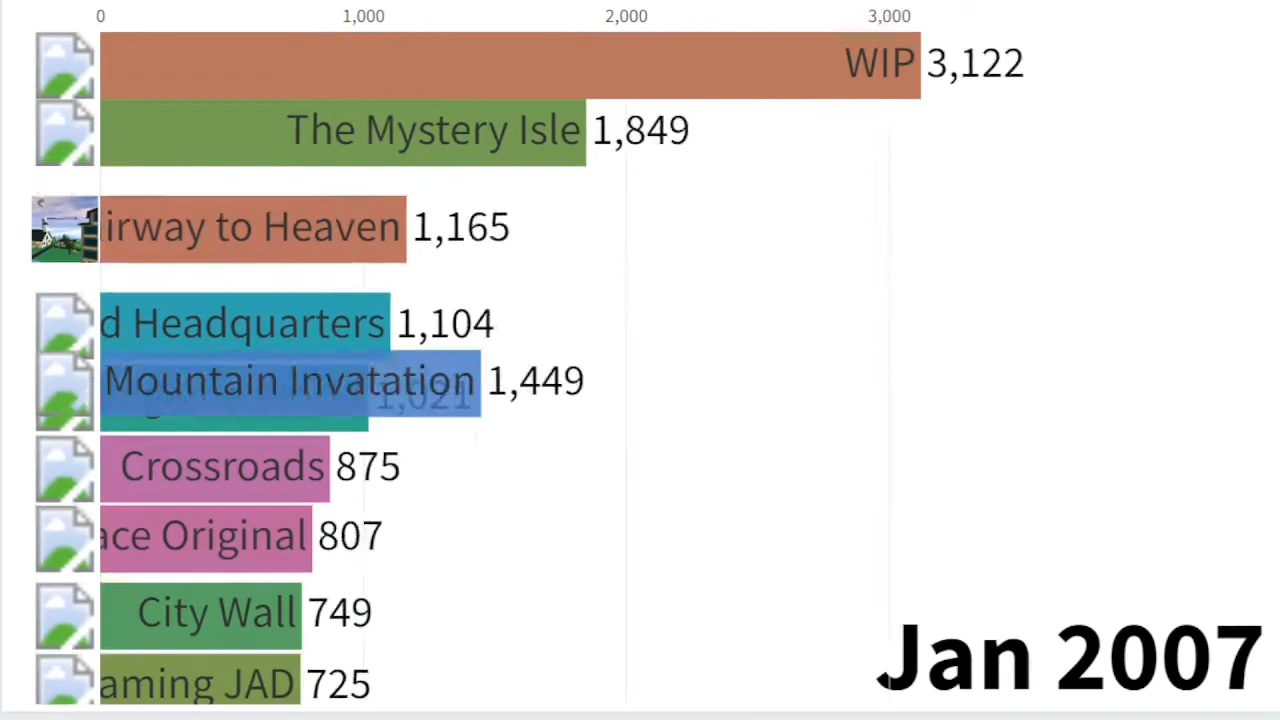 0 1,000 2,000 3,000
WIP 3,122
The Mystery Isle 1,849
irway to Heaven 1,165
d Headquarters 1,104
Mountain Invatation 1,449
1,021
Crossroads 875
ace Original 807
City Wall 749
aming JAD 725
Jan 2007